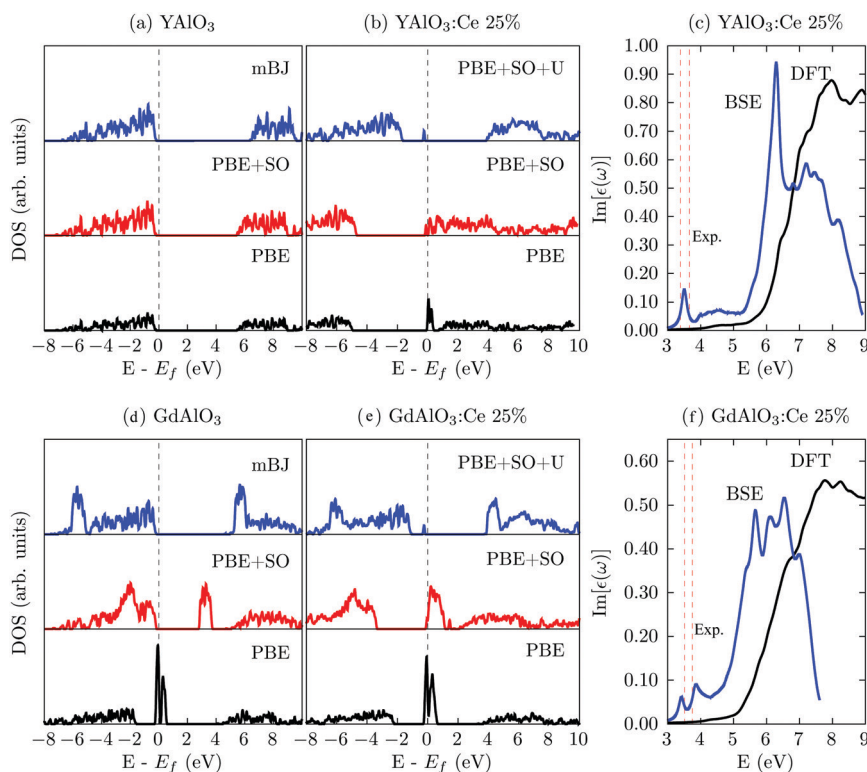 (a) YAlO₃
(b) YAlO₃:Ce 25%
(c) YAlO₃:Ce 25%
DOS (arb. units)
mBJ
PBE+SO
PBE
−8 −6 −4 −2 0 2 4 6 8
E - E_f (eV)
PBE+SO+U
PBE+SO
PBE
−8 −6 −4 −2 0 2 4 6 8 10
E - E_f (eV)
Im[ϵ(ω)]
1.00
0.90
0.80
0.70
0.60
0.50
0.40
0.30
0.20
0.10
0.00
DFT
BSE
Exp.
3 4 5 6 7 8 9
E (eV)
(d) GdAlO₃
(e) GdAlO₃:Ce 25%
(f) GdAlO₃:Ce 25%
DOS (arb. units)
mBJ
PBE+SO
PBE
−8 −6 −4 −2 0 2 4 6 8
E - E_f (eV)
PBE+SO+U
PBE+SO
PBE
−8 −6 −4 −2 0 2 4 6 8 10
E - E_f (eV)
Im[ϵ(ω)]
0.60
0.50
0.40
0.30
0.20
0.10
0.00
DFT
BSE
Exp.
3 4 5 6 7 8 9
E (eV)